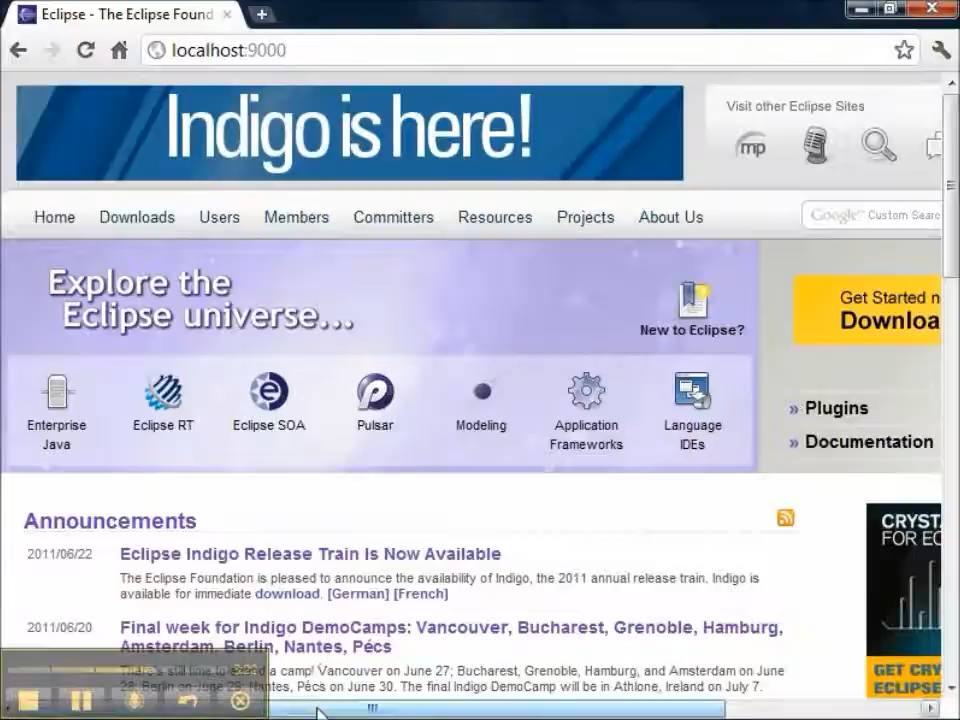 Eclipse - The Eclipse Found
localhost:9000
Indigo is here!
Visit other Eclipse Sites
mp
Home Downloads Users Members Committers Resources Projects About Us
Google™ Custom Searc
Explore the
Eclipse universe...
New to Eclipse?
Get Started n
Downloa
Enterprise
Java
Eclipse RT
Eclipse SOA
Pulsar
Modeling
Application
Frameworks
Language
IDEs
» Plugins
» Documentation
Announcements
2011/06/22 Eclipse Indigo Release Train Is Now Available
The Eclipse Foundation is pleased to announce the availability of Indigo, the 2011 annual release train. Indigo is
available for immediate download. [German] [French]
2011/06/20 Final week for Indigo DemoCamps: Vancouver, Bucharest, Grenoble, Hamburg,
Amsterdam, Berlin, Nantes, Pécs
There's still time to attend a camp! Vancouver on June 27; Bucharest, Grenoble, Hamburg, and Amsterdam on June
28; Berlin on June 29; Nantes, Pécs on June 30. The final Indigo DemoCamp will be in Athlone, Ireland on July 7.
CRYST
FOR EC
GET CRY
ECLIPSE